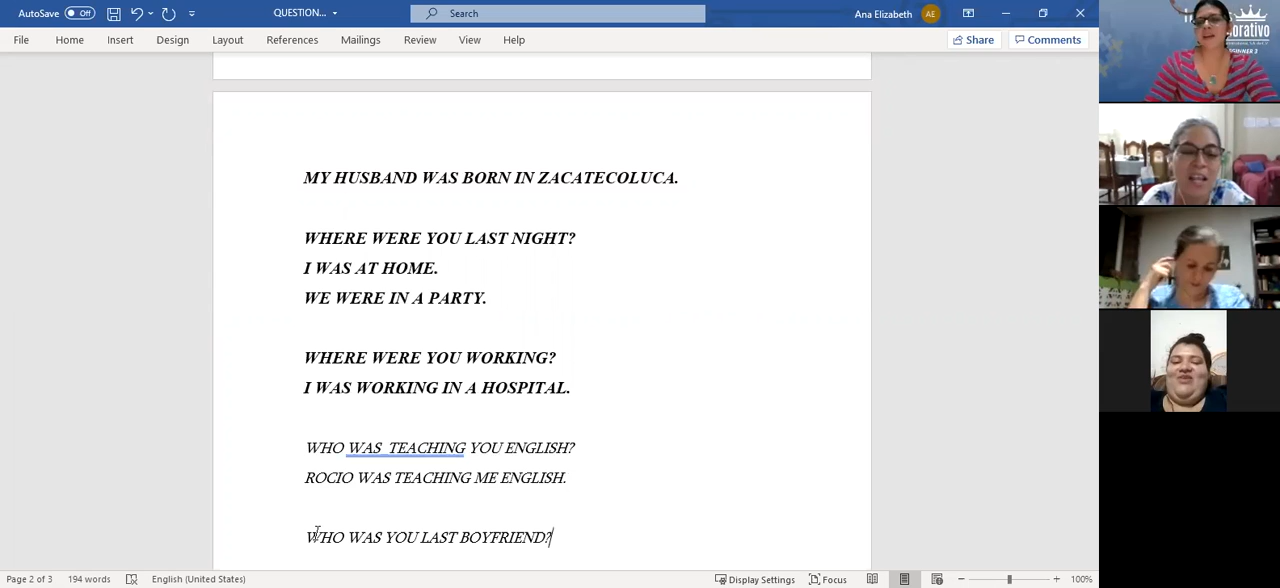 AutoSave Off QUESTION... Search Ana Elizabeth AE
File Home Insert Design Layout References Mailings Review View Help Share Comments
MY HUSBAND WAS BORN IN ZACATECOLUCA.
WHERE WERE YOU LAST NIGHT?
I WAS AT HOME.
WE WERE IN A PARTY.
WHERE WERE YOU WORKING?
I WAS WORKING IN A HOSPITAL.
WHO WAS TEACHING YOU ENGLISH?
ROCIO WAS TEACHING ME ENGLISH.
WHO WAS YOU LAST BOYFRIEND?
Page 2 of 3 194 words English (United States) Display Settings Focus 100%